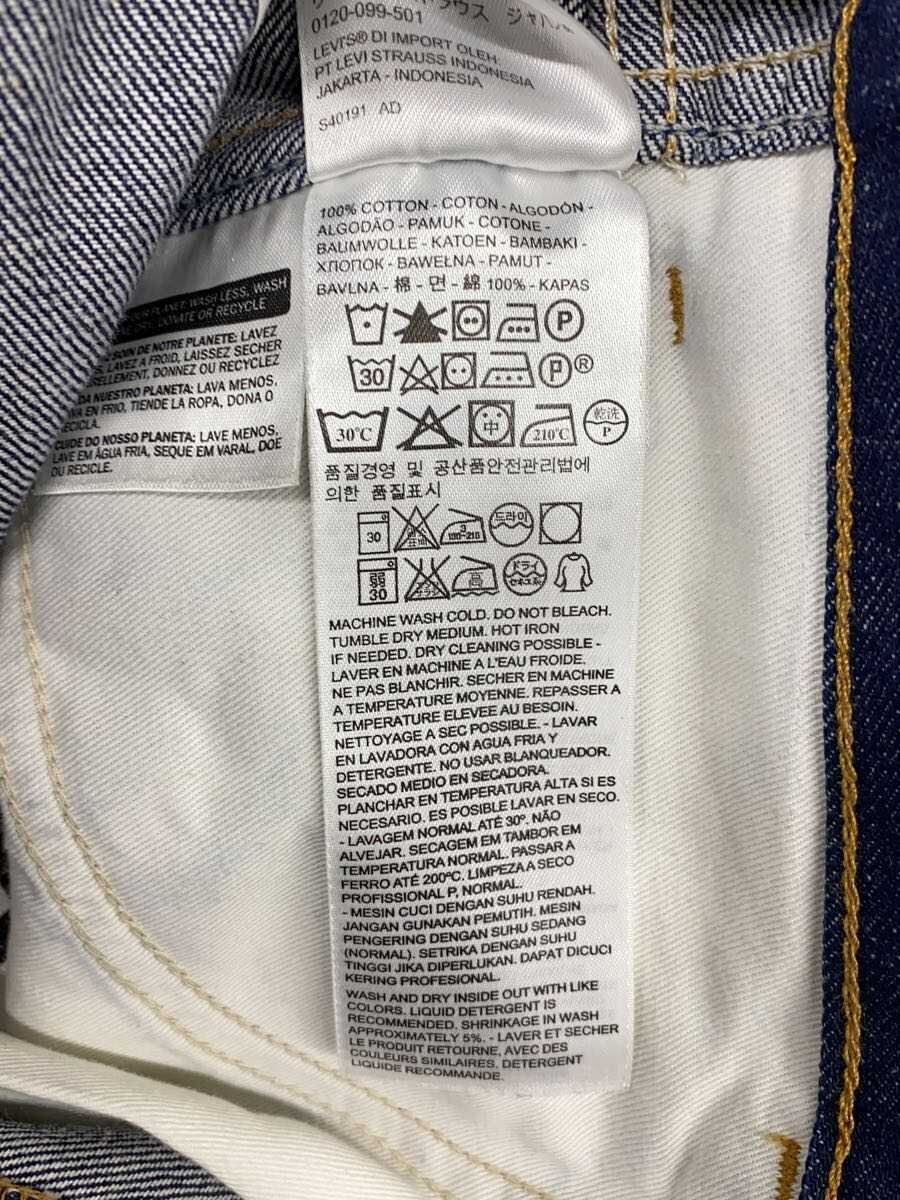 0120-099-501
LEVI'S® DI IMPORT OLEH:
PT LEVI STRAUSS INDONESIA
JAKARTA - INDONESIA
S40191 AD
100% COTTON - COTON - ALGODÓN -
ALGODÃO - PAMUK - COTONE -
BAUMWOLLE - KATOEN - BAMBAKI -
ХЛОПОК - BAWEŁNA - PAMUT -
BAVLNA - 棉 - 면 - 綿 100% - KAPAS
P
30 P ®
30°C 中 210°C 乾洗 P
품질경영 및 공산품안전관리법에
의한 품질표시
30 3 드라이
弱 30 高 ドライ
MACHINE WASH COLD. DO NOT BLEACH.
TUMBLE DRY MEDIUM. HOT IRON
IF NEEDED. DRY CLEANING POSSIBLE -
LAVER EN MACHINE A L'EAU FROIDE.
NE PAS BLANCHIR. SECHER EN MACHINE
A TEMPERATURE MOYENNE. REPASSER A
TEMPERATURE ELEVEE AU BESOIN.
NETTOYAGE A SEC POSSIBLE. - LAVAR
EN LAVADORA CON AGUA FRIA Y
DETERGENTE. NO USAR BLANQUEADOR.
SECADO MEDIO EN SECADORA.
PLANCHAR EN TEMPERATURA ALTA SI ES
NECESARIO. ES POSIBLE LAVAR EN SECO.
- LAVAGEM NORMAL ATÉ 30°. NÃO
ALVEJAR. SECAGEM EM TAMBOR EM
TEMPERATURA NORMAL. PASSAR A
FERRO ATÉ 200ºC. LIMPEZA A SECO
PROFISSIONAL P, NORMAL.
- MESIN CUCI DENGAN SUHU RENDAH.
JANGAN GUNAKAN PEMUTIH. MESIN
PENGERING DENGAN SUHU SEDANG
(NORMAL). SETRIKA DENGAN SUHU
TINGGI JIKA DIPERLUKAN. DAPAT DICUCI
KERING PROFESIONAL.
WASH AND DRY INSIDE OUT WITH LIKE
COLORS. LIQUID DETERGENT IS
RECOMMENDED. SHRINKAGE IN WASH
APPROXIMATELY 5%. - LAVER ET SECHER
LE PRODUIT RETOURNE, AVEC DES
COULEURS SIMILAIRES. DETERGENT
LIQUIDE RECOMMANDE.
PLANET: WASH LESS, WASH
DONATE OR RECYCLE
SOIN DE NOTRE PLANETE: LAVEZ
LAVEZ A FROID, LAISSEZ SECHER
DONNEZ OU RECYCLEZ
NUESTRO PLANETA: LAVA MENOS,
EN FRIO, TIENDE LA ROPA, DONA O
CUIDE DO NOSSO PLANETA: LAVE MENOS,
LAVE EM ÁGUA FRIA, SEQUE EM VARAL, DOE
OU RECICLE.